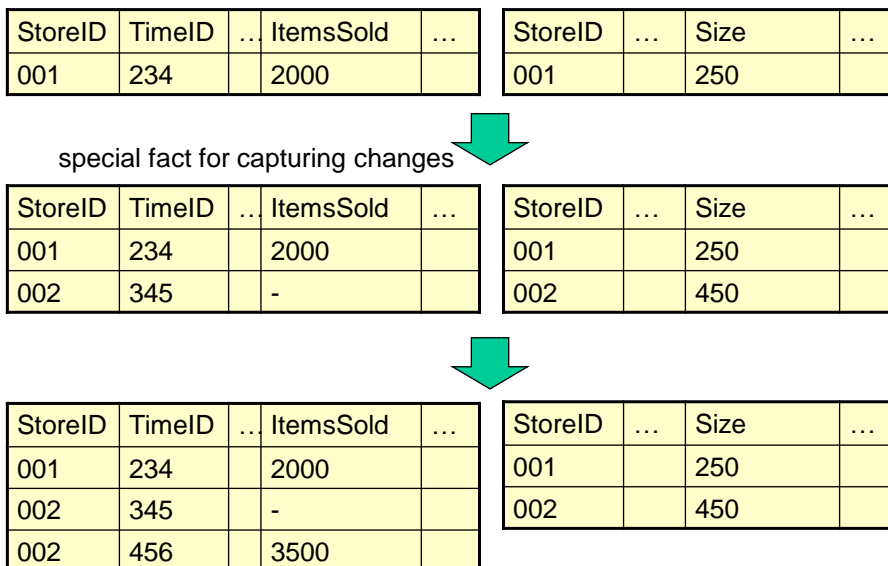 StoreID TimeID … ItemsSold … StoreID … Size …
001 234 2000 001 250
special fact for capturing changes
StoreID TimeID … ItemsSold … StoreID … Size …
001 234 2000 001 250
002 345 - 002 450
StoreID TimeID … ItemsSold … StoreID … Size …
001 234 2000 001 250
002 345 - 002 450
002 456 3500